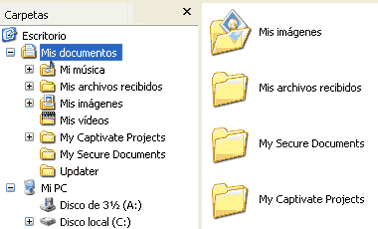 Carpetas
Escritorio
Mis documentos
Mi música
Mis archivos recibidos
Mis imágenes
Mis vídeos
My Captivate Projects
My Secure Documents
Updater
Mi PC
Disco de 3½ (A:)
Disco local (C:)
Mis imágenes
Mis archivos recibidos
My Secure Documents
My Captivate Projects